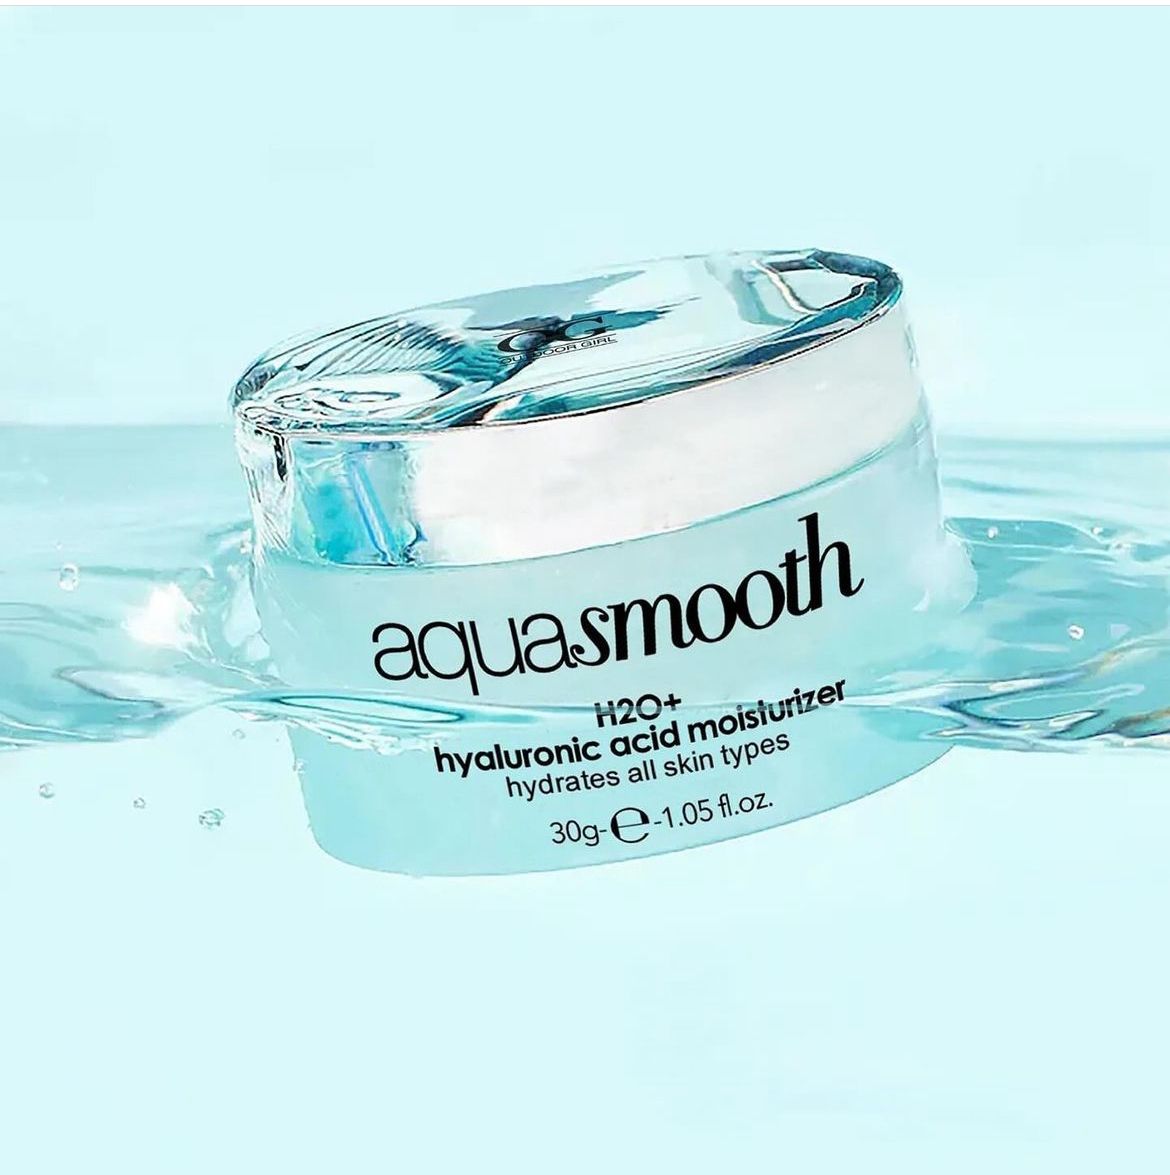 OG
OUTDOOR GIRL
aquasmooth
H2O+
hyaluronic acid moisturizer
hydrates all skin types
30g-e-1.05 fl.oz.